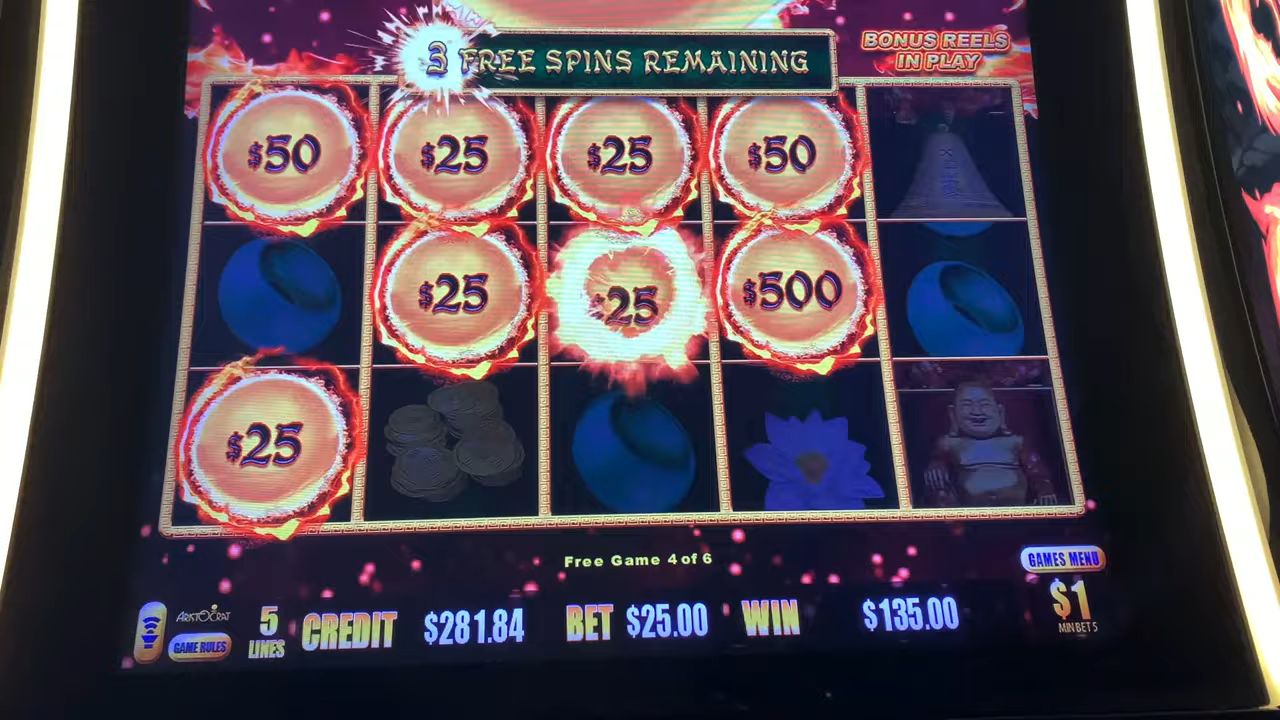 3 FREE SPINS REMAINING
BONUS REELS
IN PLAY
$50 $25 $25 $50
$25 $25 $500
$25
Free Game 4 of 6
GAMES MENU
ARISTOCRAT
GAME RULES
5
LINES
CREDIT $281.84 BET $25.00 WIN $135.00
$1
MIN BET 5